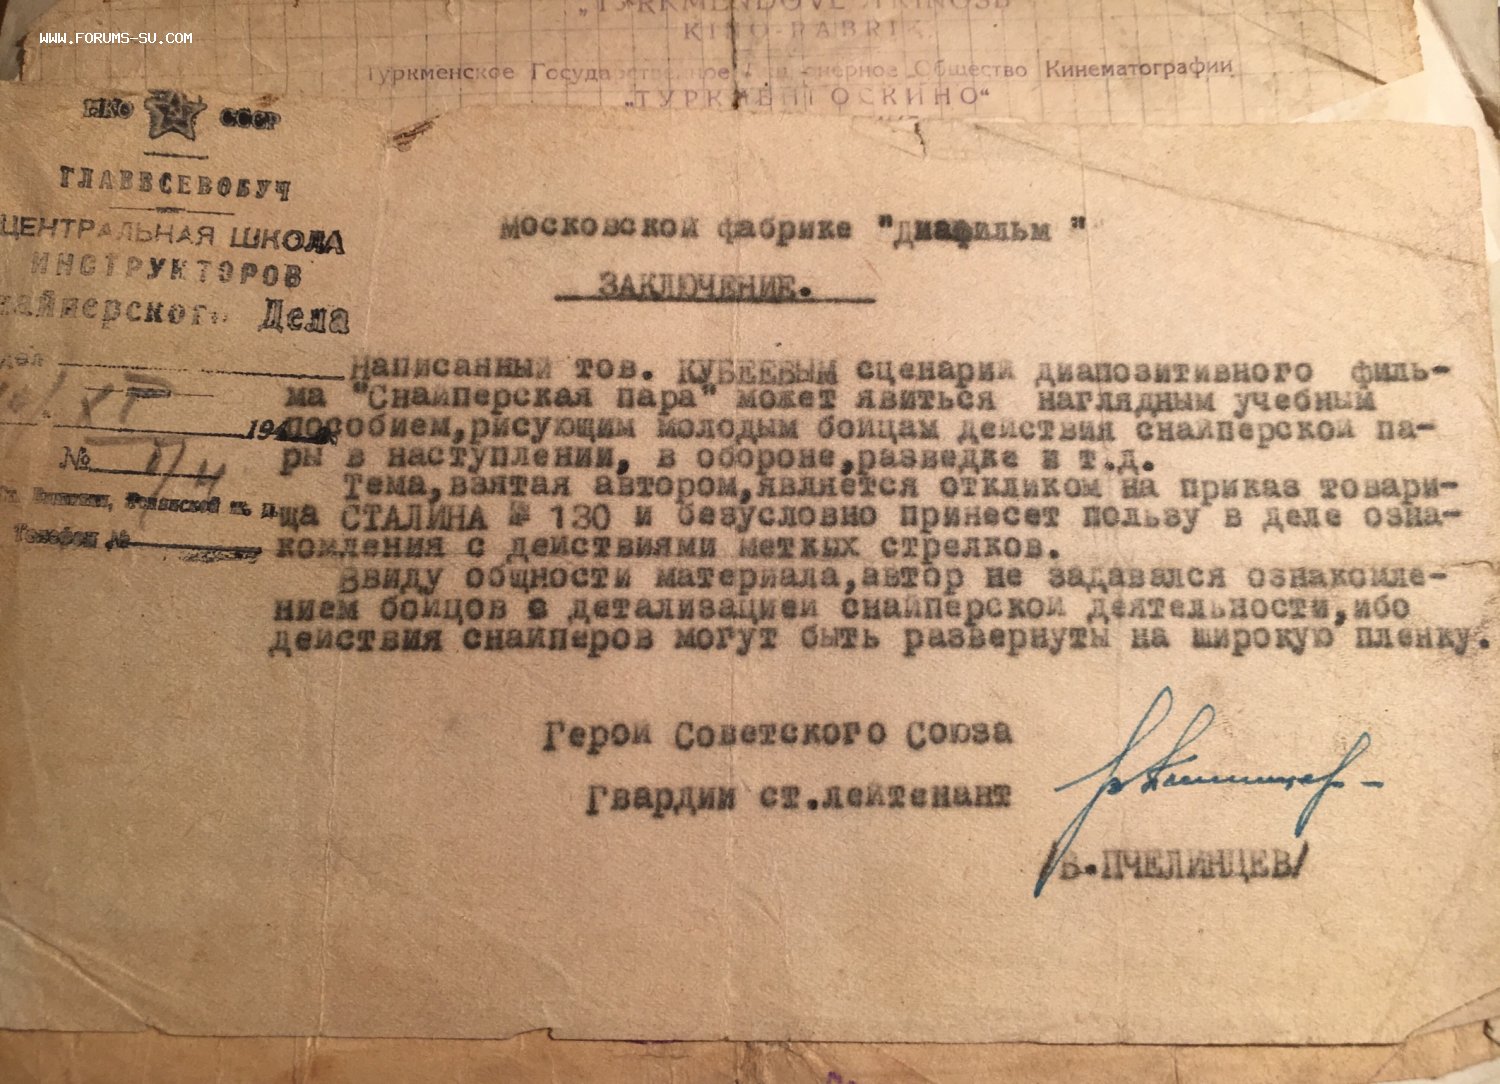 „TURKMENDÖVLETKINOSЬ
KINO-FABRIK
WWW.FORUMS-SU.COM
Туркменское Государственное Акционерное Общество Кинематографии
„ТУРКМЕНГОСКИНО“
НКО СССР
ГЛАВВСЕВОБУЧ
ЦЕНТРАЛЬНАЯ ШКОЛА
ИНСТРУКТОРОВ
Снайперского Дела
194
№
Телефон №
Московской фабрике "Диафильм"
ЗАКЛЮЧЕНИЕ.
Написанный тов. КУБЕЕВЫМ сценарий диапозитивного филь-
ма "Снайперская пара" может явиться наглядным учебным
пособием,рисующим молодым бойцам действия снайперской па-
ры в наступлении, в обороне,разведке и т.д.
Тема,взятая автором,является откликом на приказ товари-
ща СТАЛИНА № 130 и безусловно принесет пользу в деле озна-
комления с действиями метких стрелков.
Ввиду общности материала,автор не задавался ознакомле-
нием бойцов с детализацией снайперской деятельности,ибо
действия снайперов могут быть развернуты на широкую пленку.
Герой Советского Союза
Гвардии ст.лейтенант
/В.ПЧЕЛИНЦЕВ/